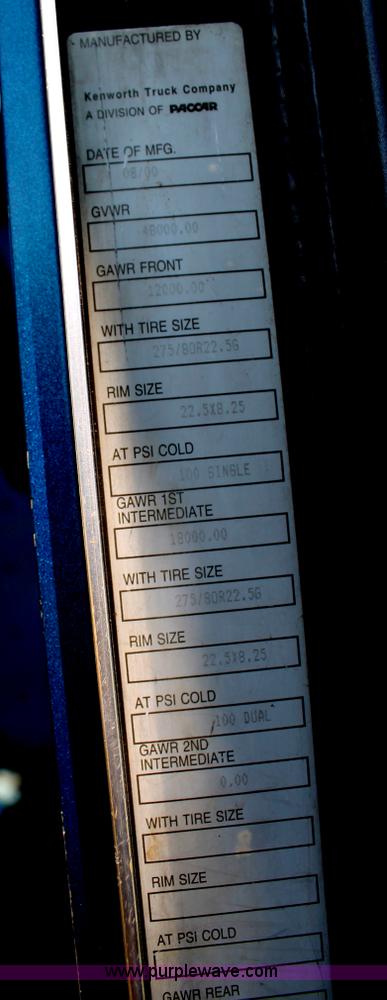 MANUFACTURED BY
Kenworth Truck Company
A DIVISION OF PACCAR
DATE OF MFG.
08/00
GVWR
48000.00
GAWR FRONT
12000.00
WITH TIRE SIZE
275/80R22.5G
RIM SIZE
22.5X8.25
AT PSI COLD
100 SINGLE
GAWR 1ST
INTERMEDIATE
18000.00
WITH TIRE SIZE
275/80R22.5G
RIM SIZE
22.5X8.25
AT PSI COLD
100 DUAL
GAWR 2ND
INTERMEDIATE
0.00
WITH TIRE SIZE
RIM SIZE
AT PSI COLD
www.purplewave.com
GAWR REAR